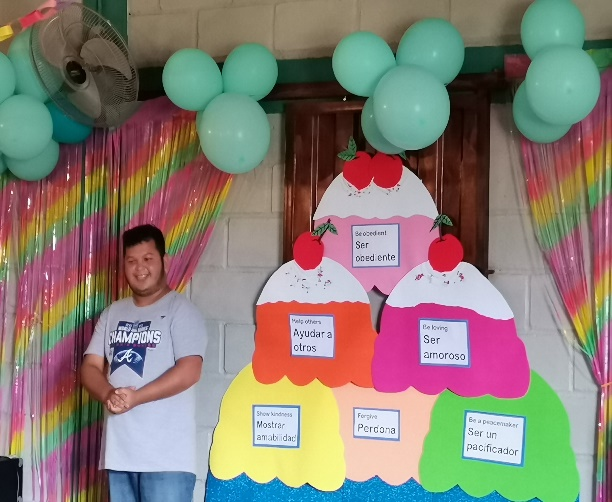 Be obedient
Ser
obediente
Help others
Ayudar a
otros
Be loving
Ser
amoroso
Show kindness
Mostrar
amabilidad
Forgive
Perdona
Be a peacemaker
Ser un
pacificador
CHAMPIONS
A